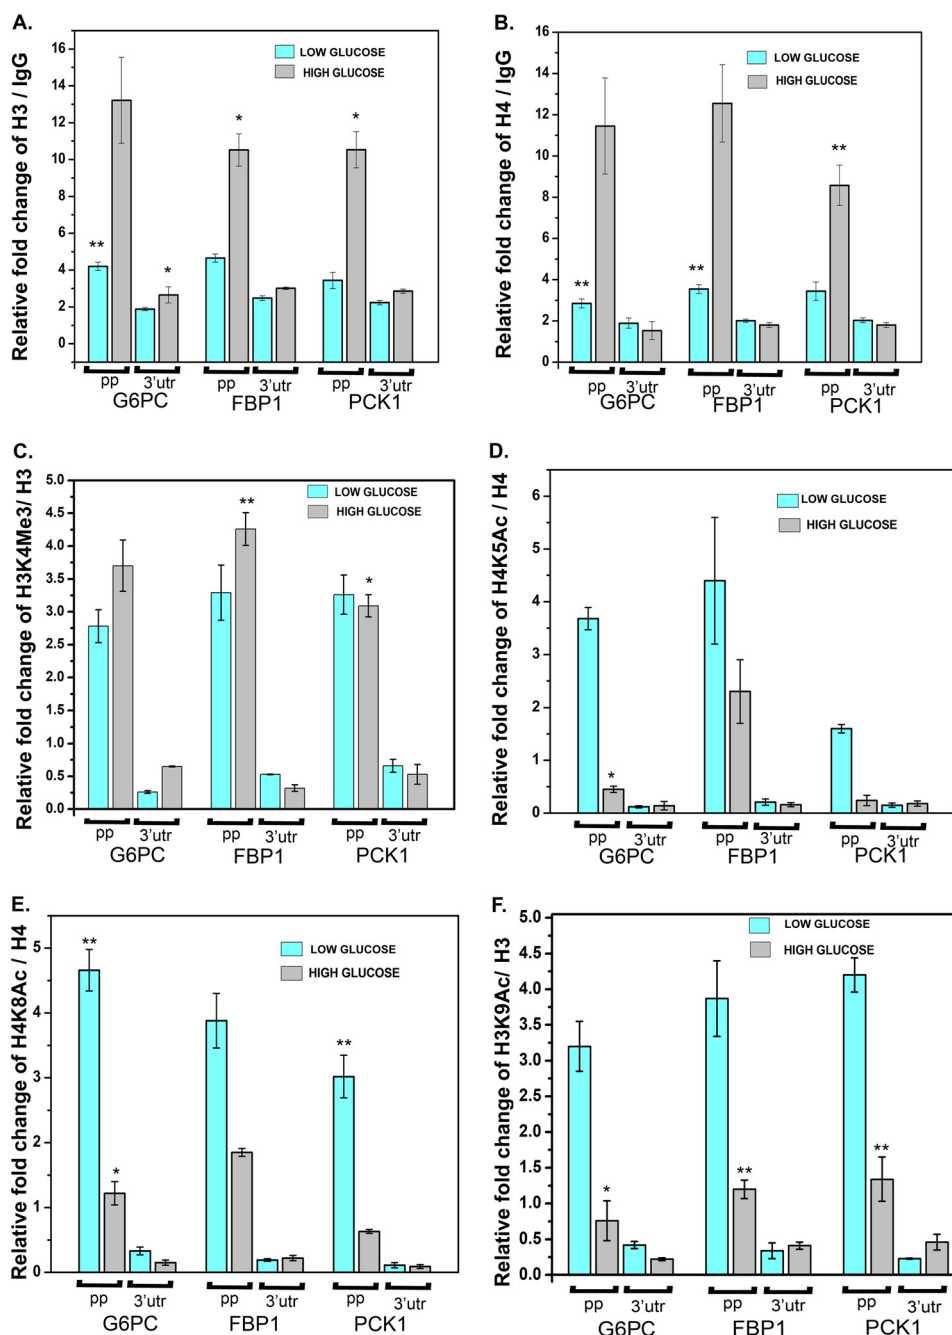 A.
Relative fold change of H3 / IgG
16
14
12
10
8
6
4
2
0
LOW GLUCOSE
HIGH GLUCOSE
**
*
*
*
pp 3'utr pp 3'utr pp 3'utr
G6PC FBP1 PCK1
B.
Relative fold change of H4 / IgG
16
14
12
10
8
6
4
2
0
LOW GLUCOSE
HIGH GLUCOSE
**
**
**
pp 3'utr pp 3'utr pp 3'utr
G6PC FBP1 PCK1
C.
Relative fold change of H3K4Me3/ H3
5.0
4.5
4.0
3.5
3.0
2.5
2.0
1.5
1.0
0.5
0.0
LOW GLUCOSE
HIGH GLUCOSE
**
*
pp 3'utr pp 3'utr pp 3'utr
G6PC FBP1 PCK1
D.
Relative fold change of H4K5Ac / H4
6
5
4
3
2
1
0
LOW GLUCOSE
HIGH GLUCOSE
*
pp 3'utr pp 3'utr pp 3'utr
G6PC FBP1 PCK1
E.
Relative fold change of H4K8Ac / H4
5
4
3
2
1
0
LOW GLUCOSE
HIGH GLUCOSE
**
*
**
pp 3'utr pp 3'utr pp 3'utr
G6PC FBP1 PCK1
F.
Relative fold change of H3K9Ac/ H3
5.0
4.5
4.0
3.5
3.0
2.5
2.0
1.5
1.0
0.5
0.0
LOW GLUCOSE
HIGH GLUCOSE
*
**
**
pp 3'utr pp 3'utr pp 3'utr
G6PC FBP1 PCK1